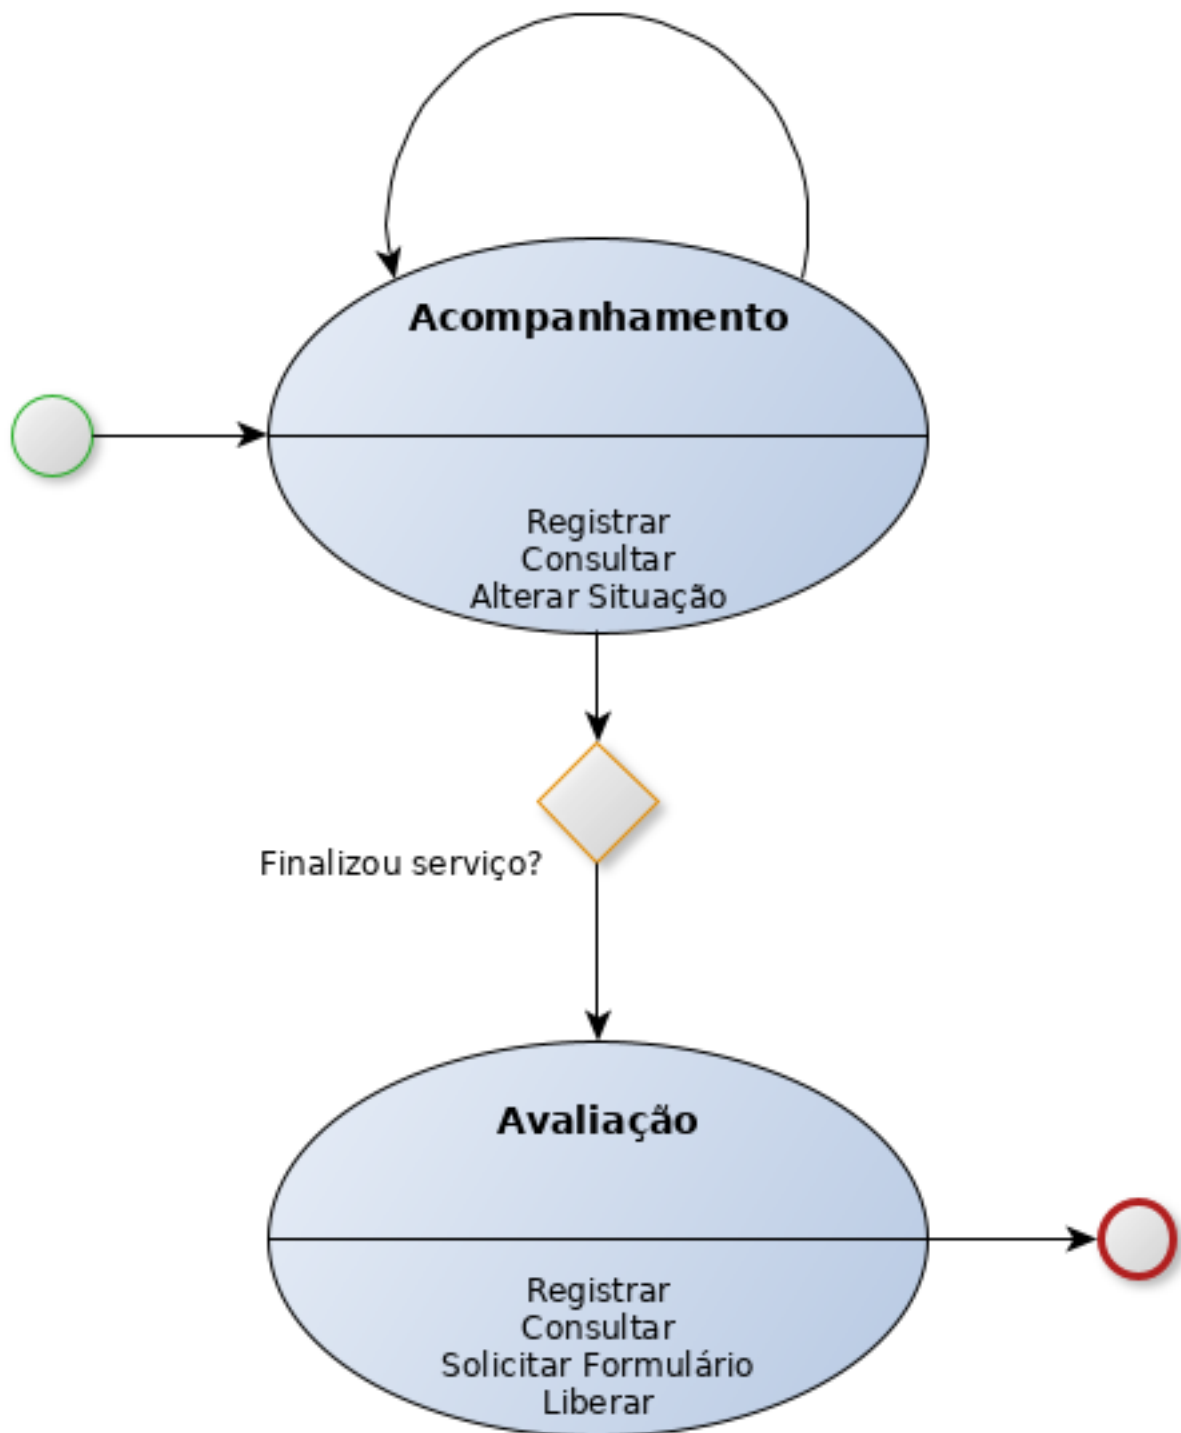 Acompanhamento
Registrar
Consultar
Alterar Situação
Finalizou serviço?
Avaliação
Registrar
Consultar
Solicitar Formulário
Liberar